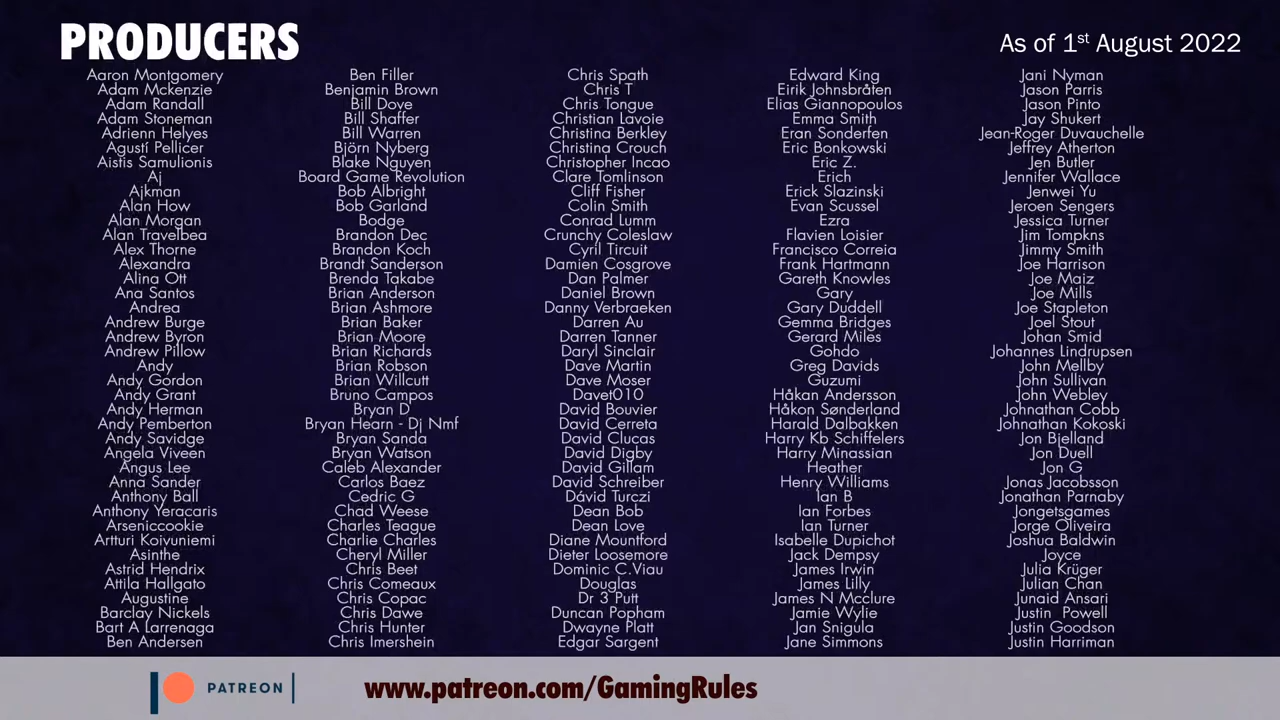 PRODUCERS
As of 1st August 2022
Aaron Montgomery
Adam Mckenzie
Adam Randall
Adam Stoneman
Adrienn Helyes
Agustí Pellicer
Aistis Samulionis
Aj
Ajkman
Alan How
Alan Morgan
Alan Travelbea
Alex Thorne
Alexandra
Alina Ott
Ana Santos
Andrea
Andrew Burge
Andrew Byron
Andrew Pillow
Andy
Andy Gordon
Andy Grant
Andy Herman
Andy Pemberton
Andy Savidge
Angela Viveen
Angus Lee
Anna Sander
Anthony Ball
Anthony Yeracaris
Arseniccookie
Artturi Koivuniemi
Asinthe
Astrid Hendrix
Attila Hallgato
Augustine
Barclay Nickels
Bart A Larrenaga
Ben Andersen
Ben Filler
Benjamin Brown
Bill Dove
Bill Shaffer
Bill Warren
Björn Nyberg
Blake Nguyen
Board Game Revolution
Bob Albright
Bob Garland
Bodge
Brandon Dec
Brandon Koch
Brandt Sanderson
Brenda Takabe
Brian Anderson
Brian Ashmore
Brian Baker
Brian Moore
Brian Richards
Brian Robson
Brian Willcutt
Bruno Campos
Bryan D
Bryan Hearn - Dj Nmf
Bryan Sanda
Bryan Watson
Caleb Alexander
Carlos Baez
Cedric G
Chad Weese
Charles Teague
Charlie Charles
Cheryl Miller
Chris Beet
Chris Comeaux
Chris Copac
Chris Dawe
Chris Hunter
Chris Imershein
Chris Spath
Chris T
Chris Tongue
Christian Lavoie
Christina Berkley
Christina Crouch
Christopher Incao
Clare Tomlinson
Cliff Fisher
Colin Smith
Conrad Lumm
Crunchy Coleslaw
Cyril Tircuit
Damien Cosgrove
Dan Palmer
Daniel Brown
Danny Verbraeken
Darren Au
Darren Tanner
Daryl Sinclair
Dave Martin
Dave Moser
Davet010
David Bouvier
David Cerreta
David Clucas
David Digby
David Gillam
David Schreiber
Dávid Turczi
Dean Bob
Dean Love
Diane Mountford
Dieter Loosemore
Dominic C.Viau
Douglas
Dr 3 Putt
Duncan Popham
Dwayne Platt
Edgar Sargent
Edward King
Eirik Johnsbråten
Elias Giannopoulos
Emma Smith
Eran Sonderfen
Eric Bonkowski
Eric Z.
Erich
Erick Slazinski
Evan Scussel
Ezra
Flavien Loisier
Francisco Correia
Frank Hartmann
Gareth Knowles
Gary
Gary Duddell
Gemma Bridges
Gerard Miles
Gohdo
Greg Davids
Guzumi
Håkan Andersson
Håkon Sønderland
Harald Dalbakken
Harry Kb Schiffelers
Harry Minassian
Heather
Henry Williams
Ian B
Ian Forbes
Ian Turner
Isabelle Dupichot
Jack Dempsy
James Irwin
James Lilly
James N Mcclure
Jamie Wylie
Jan Snigula
Jane Simmons
Jani Nyman
Jason Parris
Jason Pinto
Jay Shukert
Jean-Roger Duvauchelle
Jeffrey Atherton
Jen Butler
Jennifer Wallace
Jenwei Yu
Jeroen Sengers
Jessica Turner
Jim Tompkns
Jimmy Smith
Joe Harrison
Joe Maiz
Joe Mills
Joe Stapleton
Joel Stout
Johan Smid
Johannes Lindrupsen
John Mellby
John Sullivan
John Webley
Johnathan Cobb
Johnathan Kokoski
Jon Bjelland
Jon Duell
Jon G
Jonas Jacobsson
Jonathan Parnaby
Jongetsgames
Jorge Oliveira
Joshua Baldwin
Joyce
Julia Krüger
Julian Chan
Junaid Ansari
Justin Powell
Justin Goodson
Justin Harriman
PATREON
www.patreon.com/GamingRules